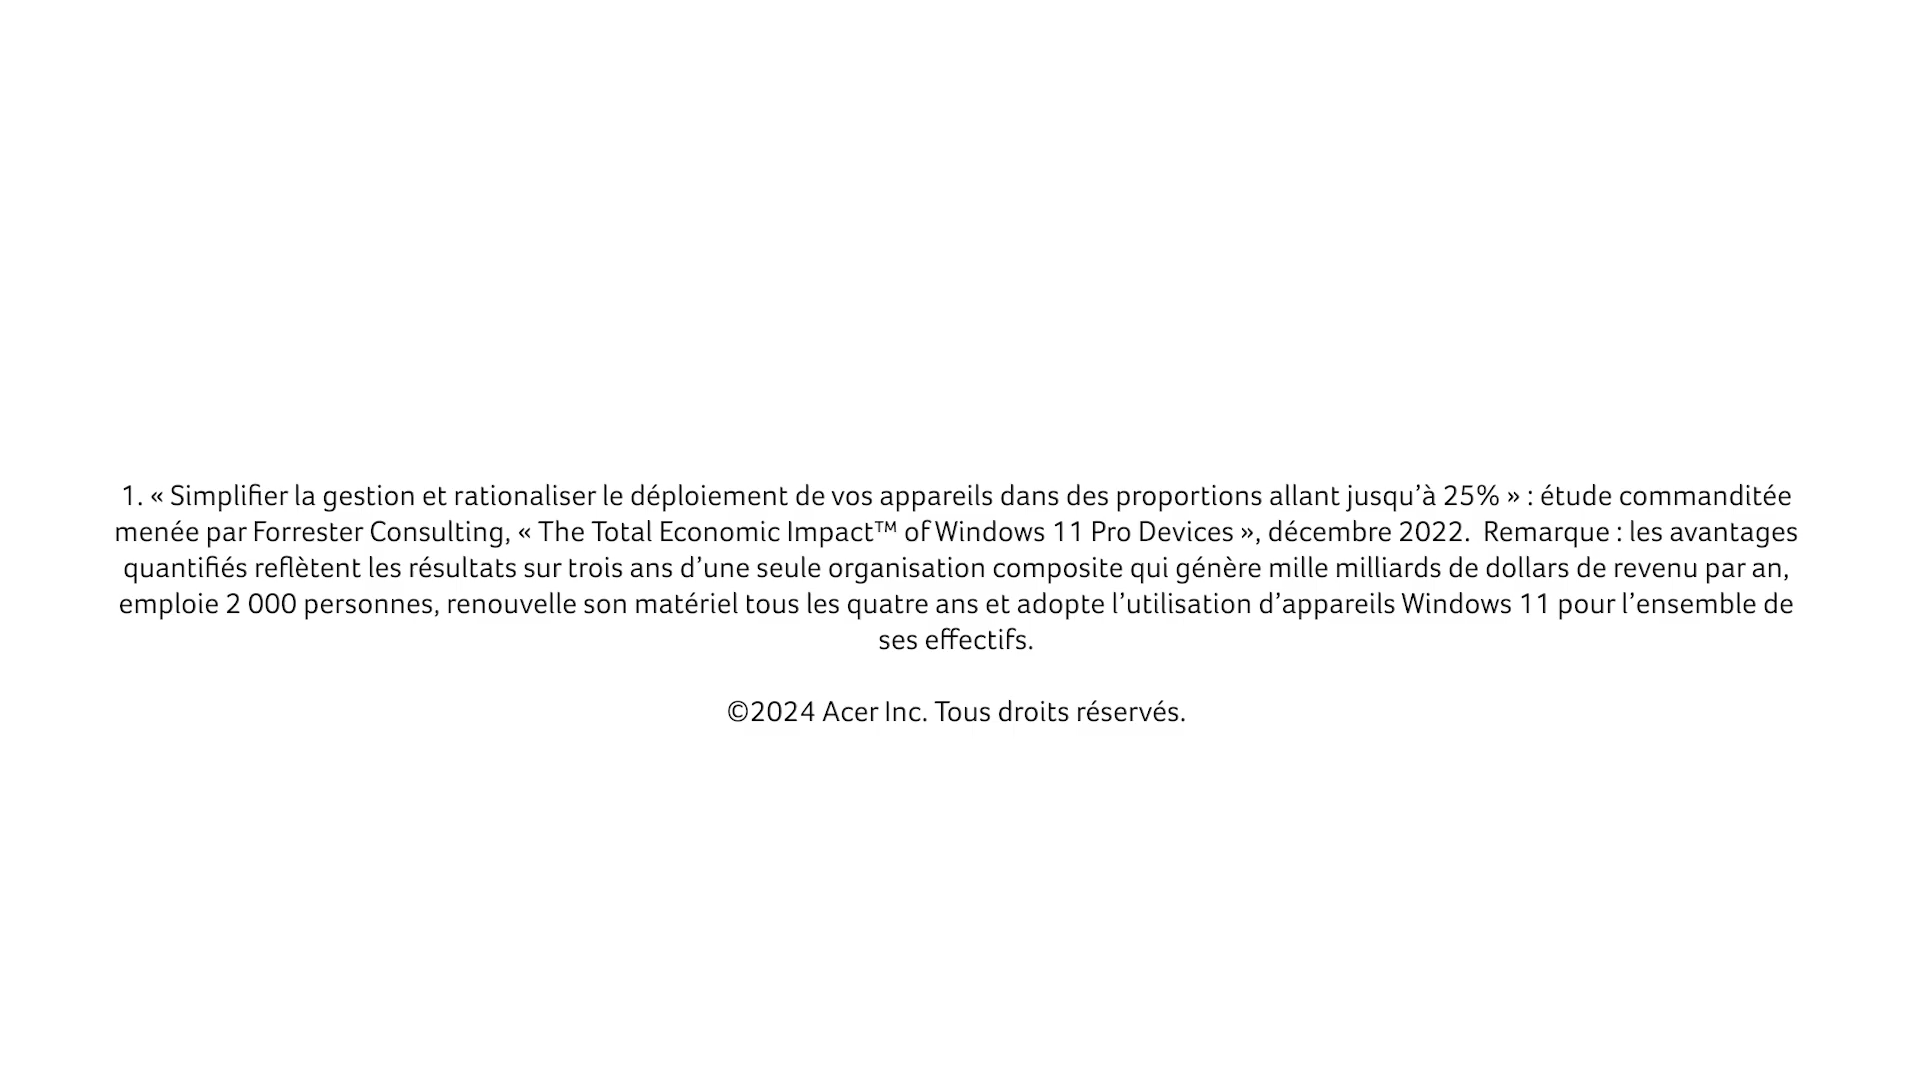 1. « Simplifier la gestion et rationaliser le déploiement de vos appareils dans des proportions allant jusqu’à 25% » : étude commanditée
menée par Forrester Consulting, « The Total Economic Impact™ of Windows 11 Pro Devices », décembre 2022.  Remarque : les avantages
quantifiés reflètent les résultats sur trois ans d’une seule organisation composite qui génère mille milliards de dollars de revenu par an,
emploie 2 000 personnes, renouvelle son matériel tous les quatre ans et adopte l’utilisation d’appareils Windows 11 pour l’ensemble de
ses effectifs.
©2024 Acer Inc. Tous droits réservés.